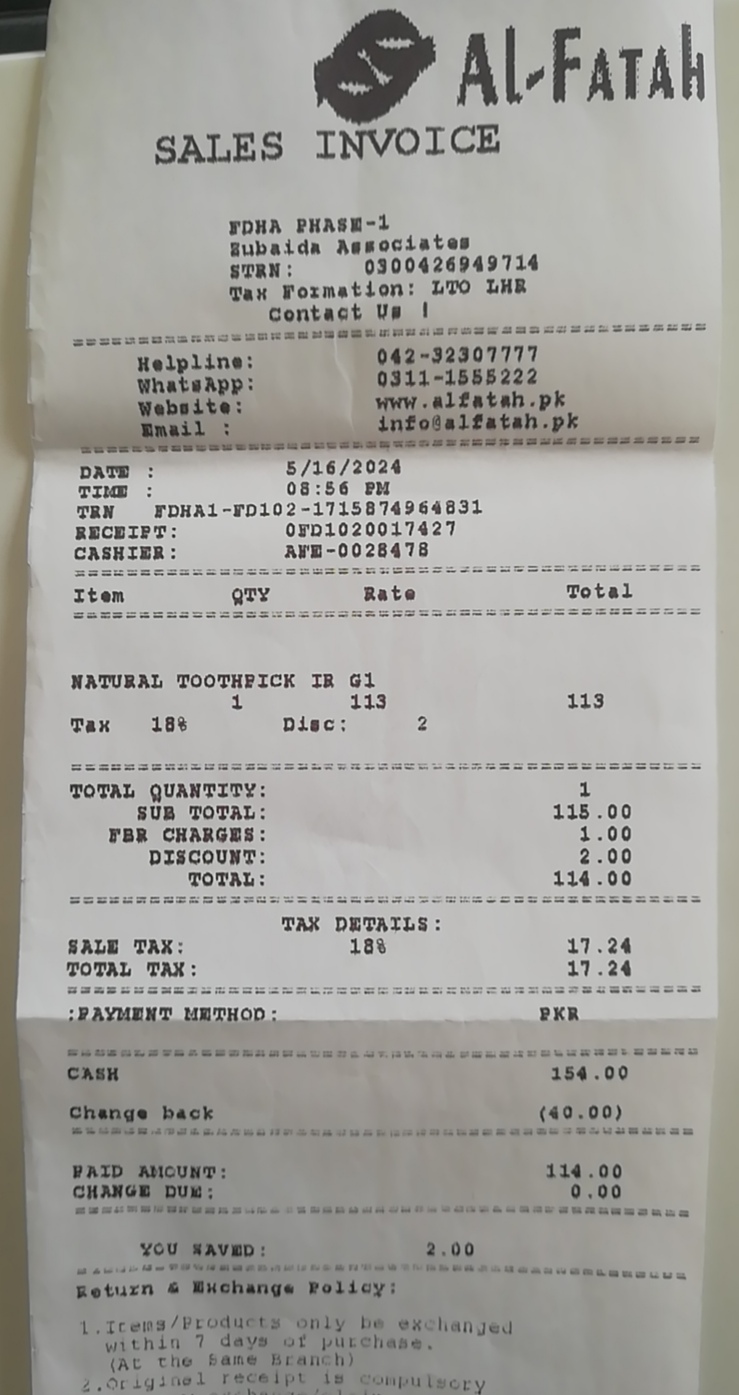 Al-Fatah
SALES INVOICE
FDHA PHASE-1
Zubaida Associates
STRN: 0300426949714
Tax Formation: LTO LHR
Contact Us |
Helpline: 042-32307777
WhatsApp: 0311-1555222
Website: www.alfatah.pk
Email : info@alfatah.pk
DATE : 5/16/2024
TIME : 08:56 PM
TRN FDHA1-FD102-1715874964831
RECEIPT: 0FD1020017427
CASHIER: AFE-0028478
Item QTY Rate Total
NATURAL TOOTHPICK IR G1
1 113 113
Tax 18% Disc: 2
TOTAL QUANTITY: 1
SUB TOTAL: 115.00
FBR CHARGES: 1.00
DISCOUNT: 2.00
TOTAL: 114.00
TAX DETAILS:
SALE TAX: 18% 17.24
TOTAL TAX: 17.24
:PAYMENT METHOD: PKR
CASH 154.00
Change back (40.00)
PAID AMOUNT: 114.00
CHANGE DUE: 0.00
YOU SAVED: 2.00
Return & Exchange Policy:
1.Items/Products only be exchanged
within 7 days of purchase.
(At the Same Branch)
2.Original receipt is compulsory